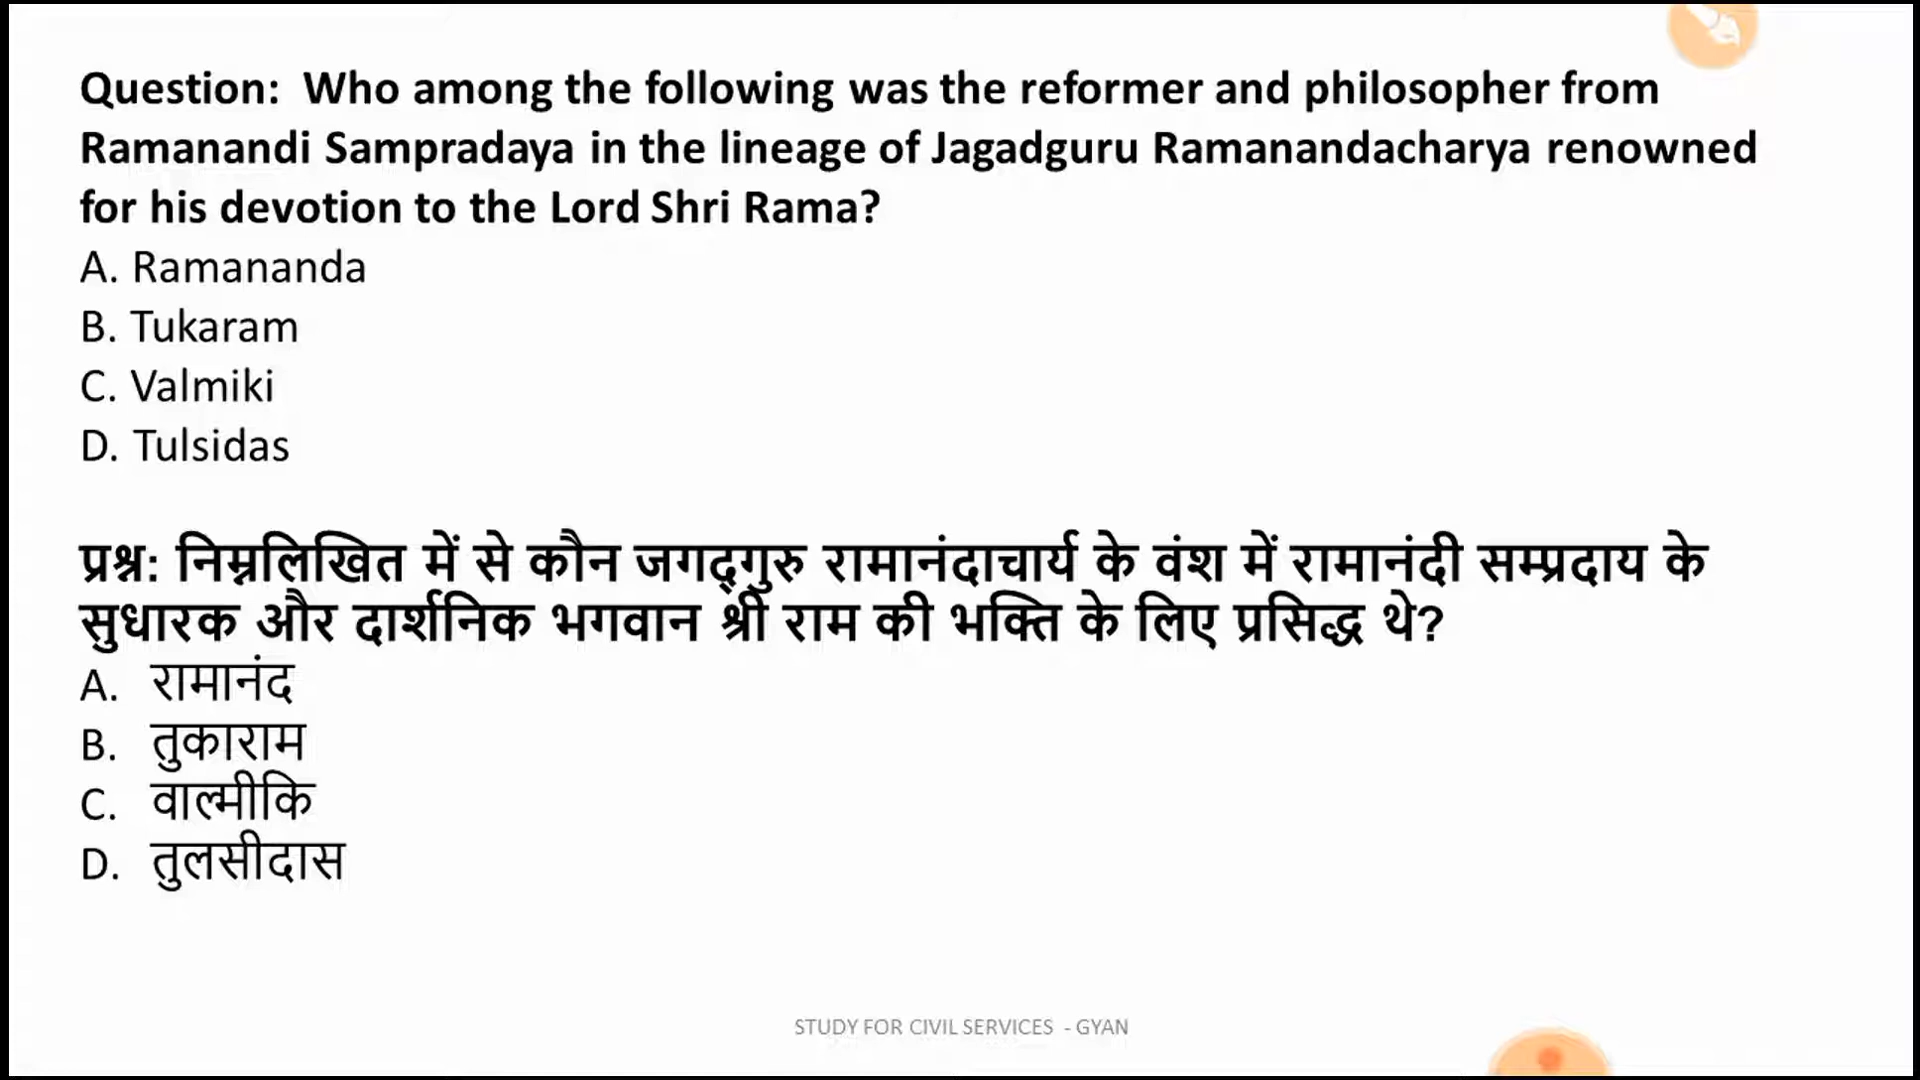 Question:  Who among the following was the reformer and philosopher from
Ramanandi Sampradaya in the lineage of Jagadguru Ramanandacharya renowned
for his devotion to the Lord Shri Rama?
A. Ramananda
B. Tukaram
C. Valmiki
D. Tulsidas
प्रश्न: निम्नलिखित में से कौन जगद्गुरु रामानंदाचार्य के वंश में रामानंदी सम्प्रदाय के
सुधारक और दार्शनिक भगवान श्री राम की भक्ति के लिए प्रसिद्ध थे?
A. रामानंद
B. तुकाराम
C. वाल्मीकि
D. तुलसीदास
STUDY FOR CIVIL SERVICES - GYAN